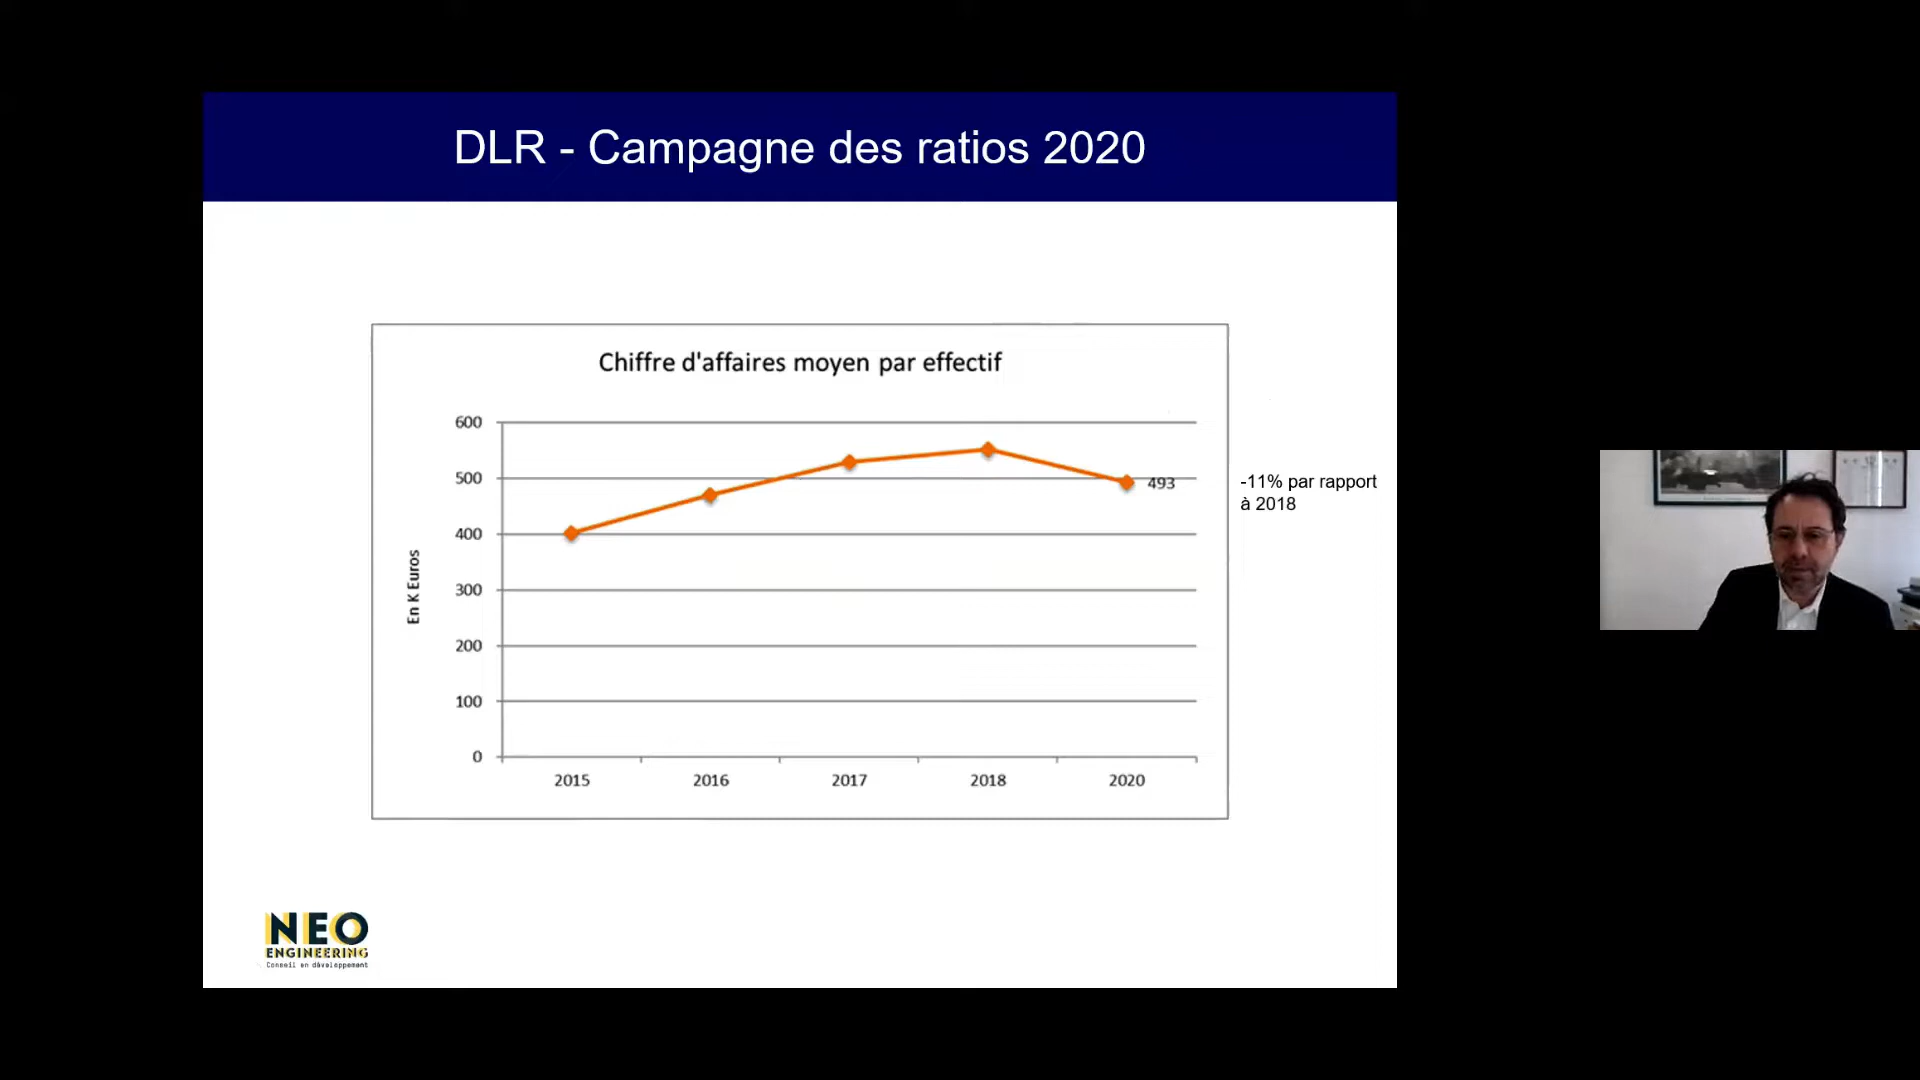 DLR - Campagne des ratios 2020
Chiffre d'affaires moyen par effectif
600
500
400
300
200
100
0
En K Euros
493
2015
2016
2017
2018
2020
-11% par rapport
à 2018
NEO
ENGINEERING
Conseil en développement